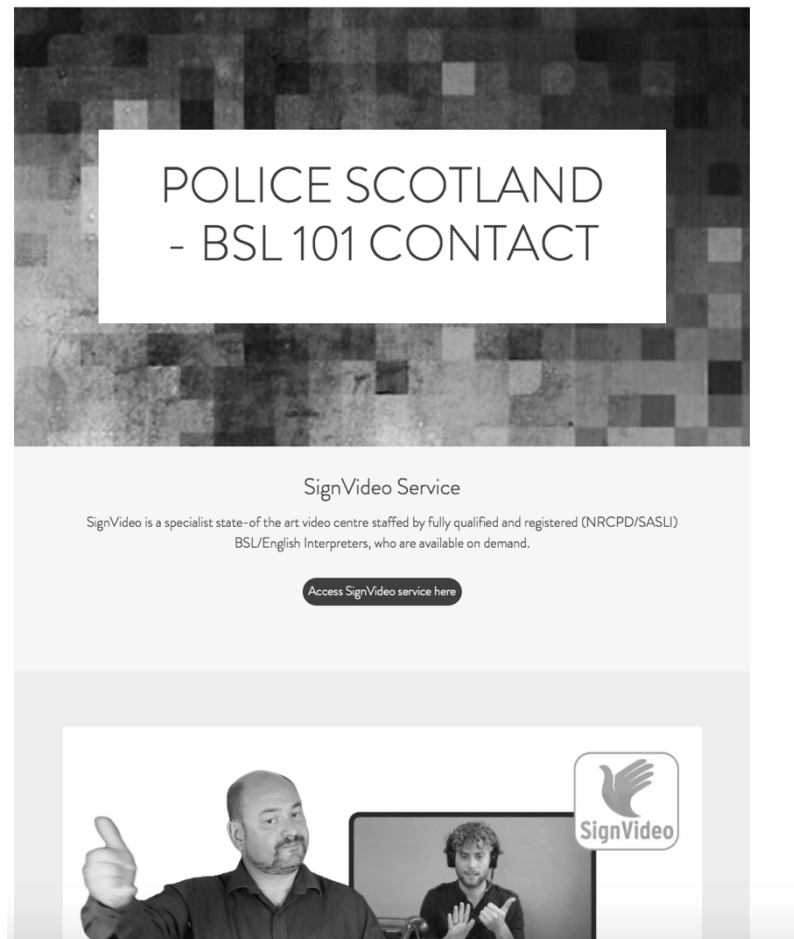 POLICE SCOTLAND
- BSL 101 CONTACT
SignVideo Service
SignVideo is a specialist state-of the art video centre staffed by fully qualified and registered (NRCPD/SASLI)
BSL/English Interpreters, who are available on demand.
Access SignVideo service here
SignVideo